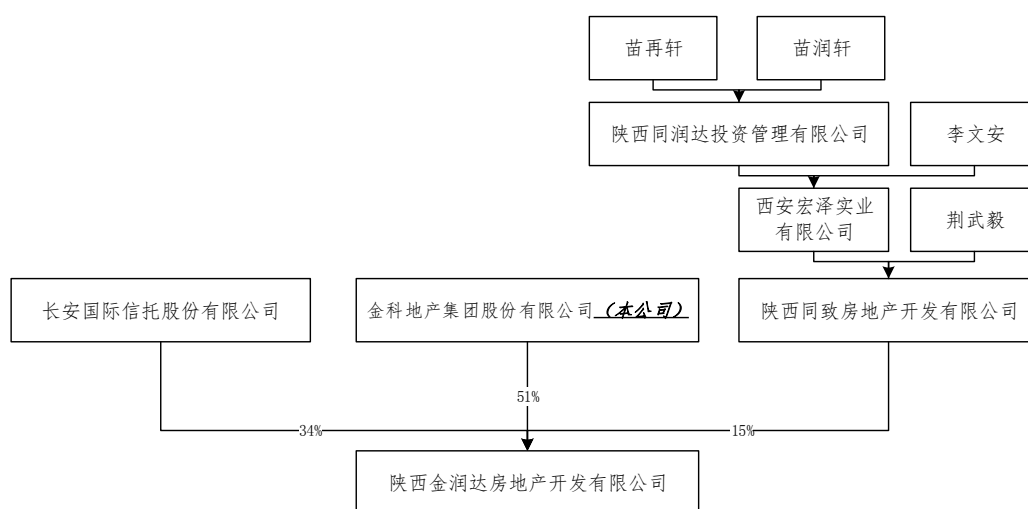 苗再轩
苗润轩
陕西同润达投资管理有限公司
李文安
西安宏泽实业
有限公司
荆武毅
长安国际信托股份有限公司
金科地产集团股份有限公司（本公司）
陕西同致房地产开发有限公司
51%
34%
15%
陕西金润达房地产开发有限公司